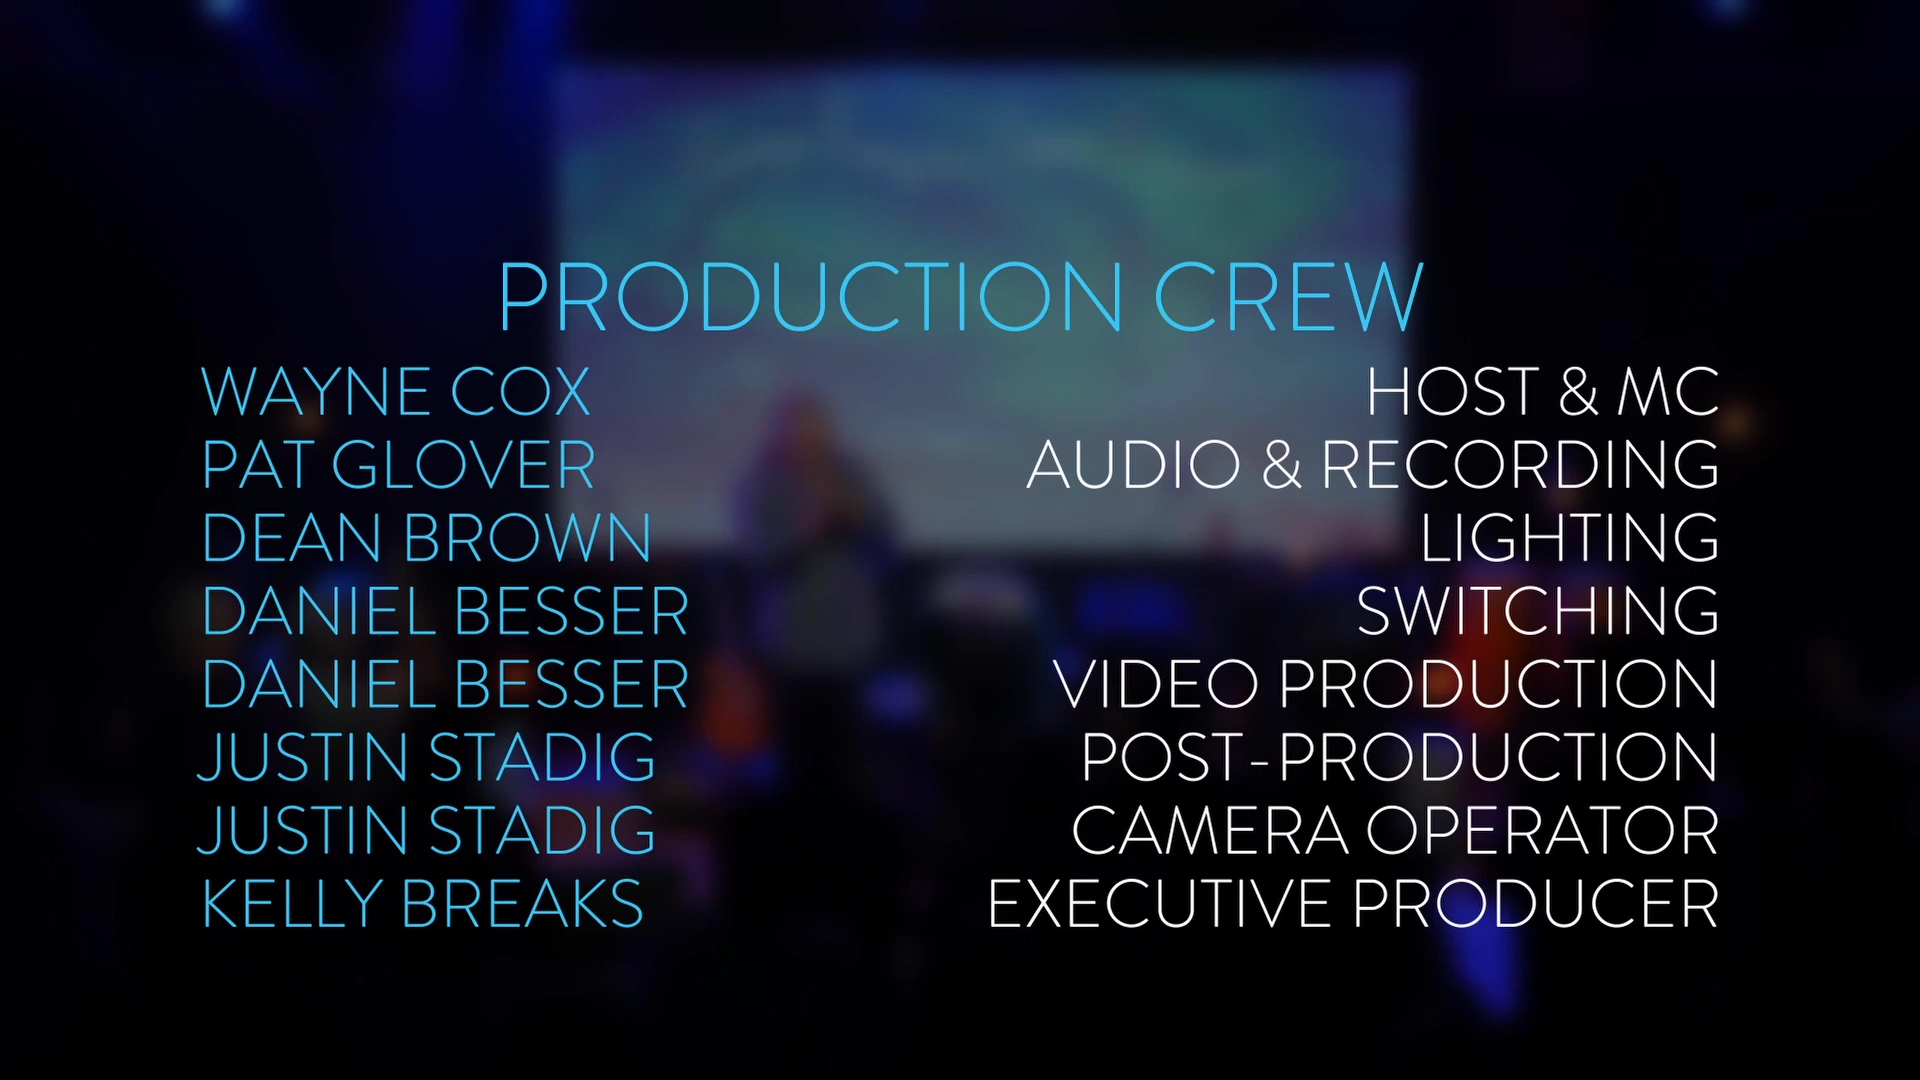 PRODUCTION CREW
WAYNE COX HOST & MC
PAT GLOVER AUDIO & RECORDING
DEAN BROWN LIGHTING
DANIEL BESSER SWITCHING
DANIEL BESSER VIDEO PRODUCTION
JUSTIN STADIG POST-PRODUCTION
JUSTIN STADIG CAMERA OPERATOR
KELLY BREAKS EXECUTIVE PRODUCER